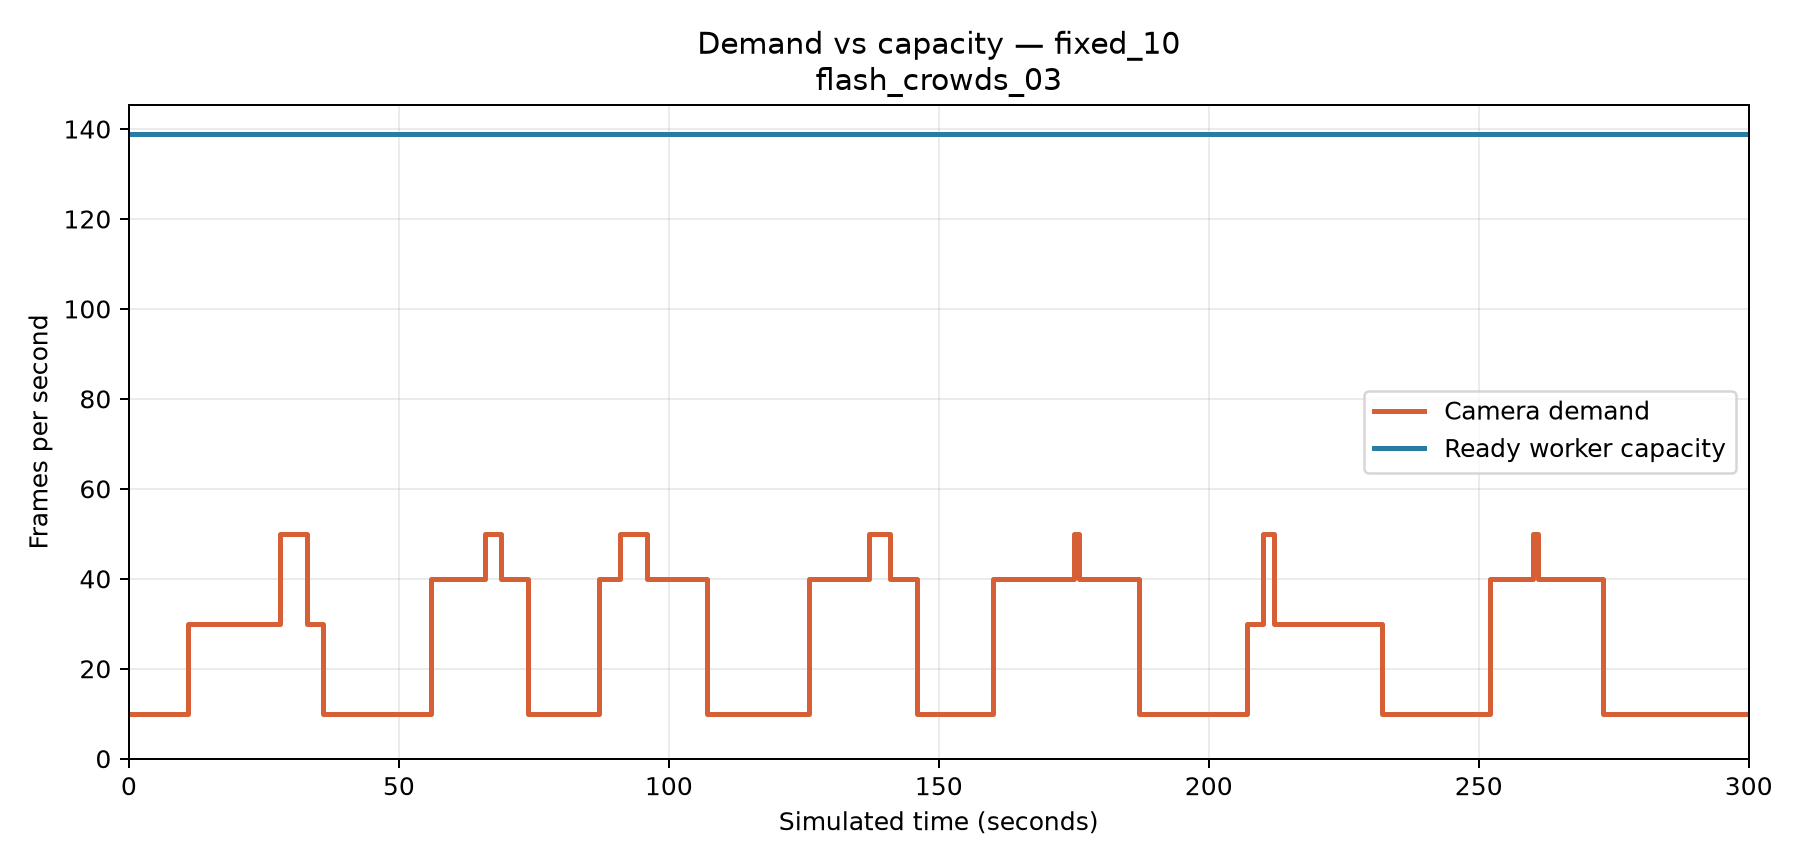 Demand vs capacity — fixed_10
flash_crowds_03
Frames per second
140
120
100
80
60
40
20
0
Camera demand
Ready worker capacity
0 50 100 150 200 250 300
Simulated time (seconds)